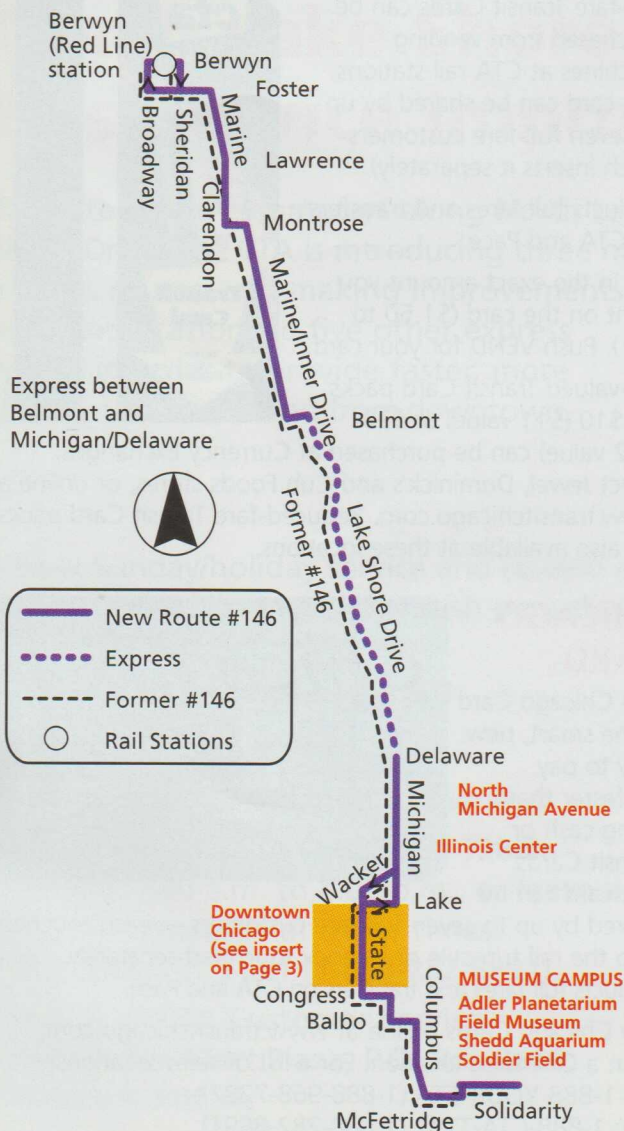 Berwyn
(Red Line)
station
Berwyn
Foster
Broadway
Sheridan
Marine
Lawrence
Clarendon
Montrose
Marine/Inner Drive
Express between
Belmont and
Michigan/Delaware
Belmont
Former #146
Lake Shore Drive
New Route #146
Express
Former #146
Rail Stations
Delaware
Michigan
North
Michigan Avenue
Illinois Center
Wacker
Lake
Downtown
Chicago
(See insert
on Page 3)
State
Congress
Balbo
Columbus
MUSEUM CAMPUS
Adler Planetarium
Field Museum
Shedd Aquarium
Soldier Field
McFetridge
Solidarity